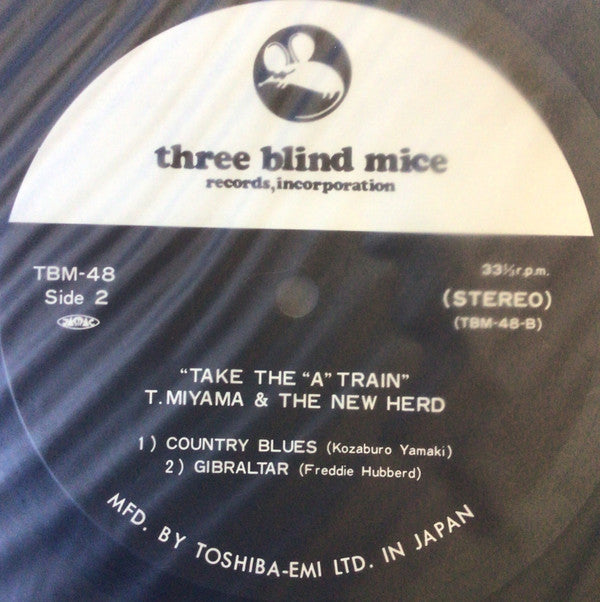 three blind mice
records, incorporation
TBM-48
Side 2
JASRAC
33⅓ r.p.m.
(STEREO)
(TBM-48-B)
"TAKE THE "A" TRAIN"
T. MIYAMA & THE NEW HERD
1) COUNTRY BLUES (Kozaburo Yamaki)
2) GIBRALTAR (Freddie Hubberd)
MFD. BY TOSHIBA-EMI LTD. IN JAPAN